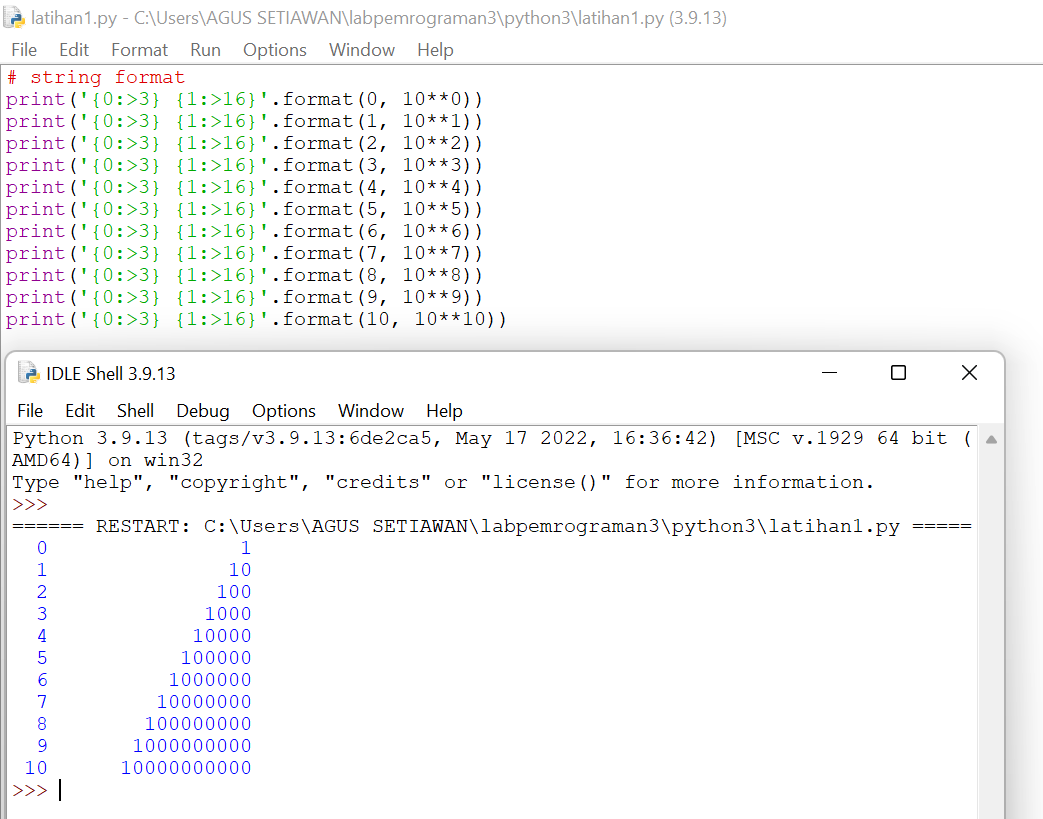 latihan1.py - C:\Users\AGUS SETIAWAN\labpemrograman3\python3\latihan1.py (3.9.13)
File Edit Format Run Options Window Help
# string format
print('{0:>3} {1:>16}'.format(0, 10**0))
print('{0:>3} {1:>16}'.format(1, 10**1))
print('{0:>3} {1:>16}'.format(2, 10**2))
print('{0:>3} {1:>16}'.format(3, 10**3))
print('{0:>3} {1:>16}'.format(4, 10**4))
print('{0:>3} {1:>16}'.format(5, 10**5))
print('{0:>3} {1:>16}'.format(6, 10**6))
print('{0:>3} {1:>16}'.format(7, 10**7))
print('{0:>3} {1:>16}'.format(8, 10**8))
print('{0:>3} {1:>16}'.format(9, 10**9))
print('{0:>3} {1:>16}'.format(10, 10**10))
IDLE Shell 3.9.13
File Edit Shell Debug Options Window Help
Python 3.9.13 (tags/v3.9.13:6de2ca5, May 17 2022, 16:36:42) [MSC v.1929 64 bit (
AMD64)] on win32
Type "help", "copyright", "credits" or "license()" for more information.
>>>
====== RESTART: C:\Users\AGUS SETIAWAN\labpemrograman3\python3\latihan1.py =====
  0                1
  1               10
  2              100
  3             1000
  4            10000
  5           100000
  6          1000000
  7         10000000
  8        100000000
  9       1000000000
 10      10000000000
>>>